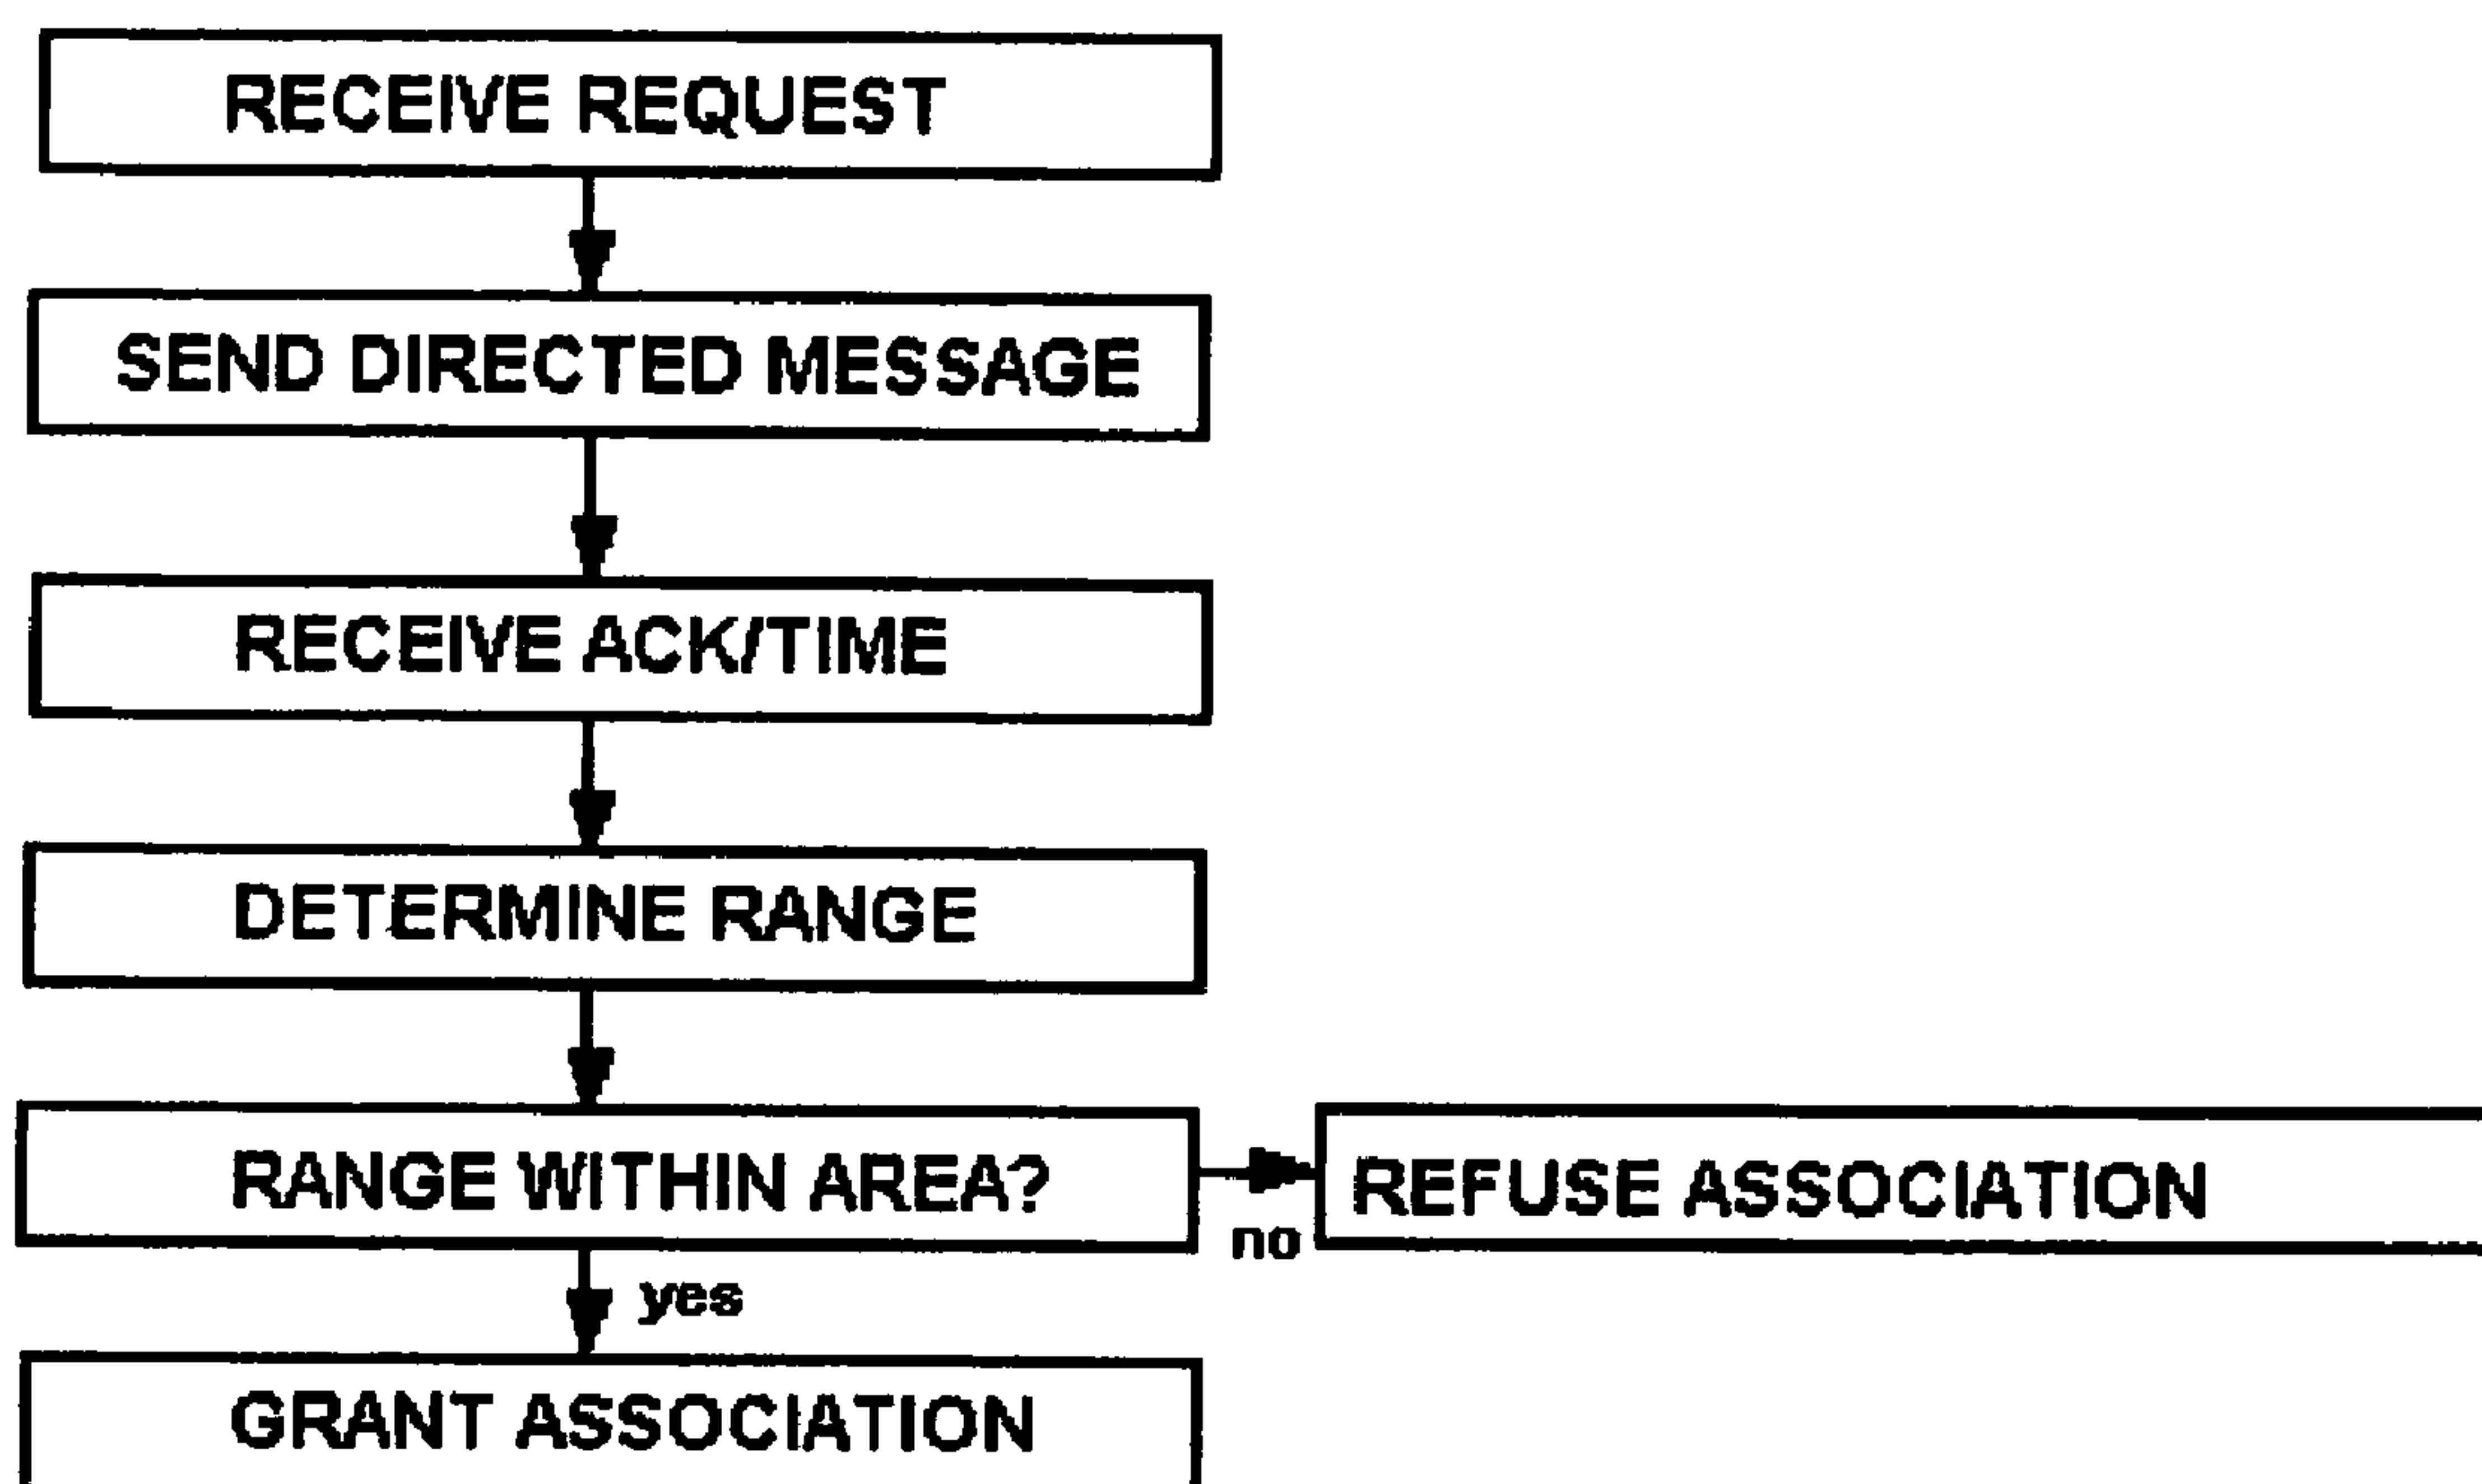 RECEIVE REQUEST
SEND DIRECTED MESSAGE
RECEIVE ACK/TIME
DETERMINE RANGE
RANGE WITHIN AREA?
REFUSE ASSOCIATION
no
yes
GRANT ASSOCIATION